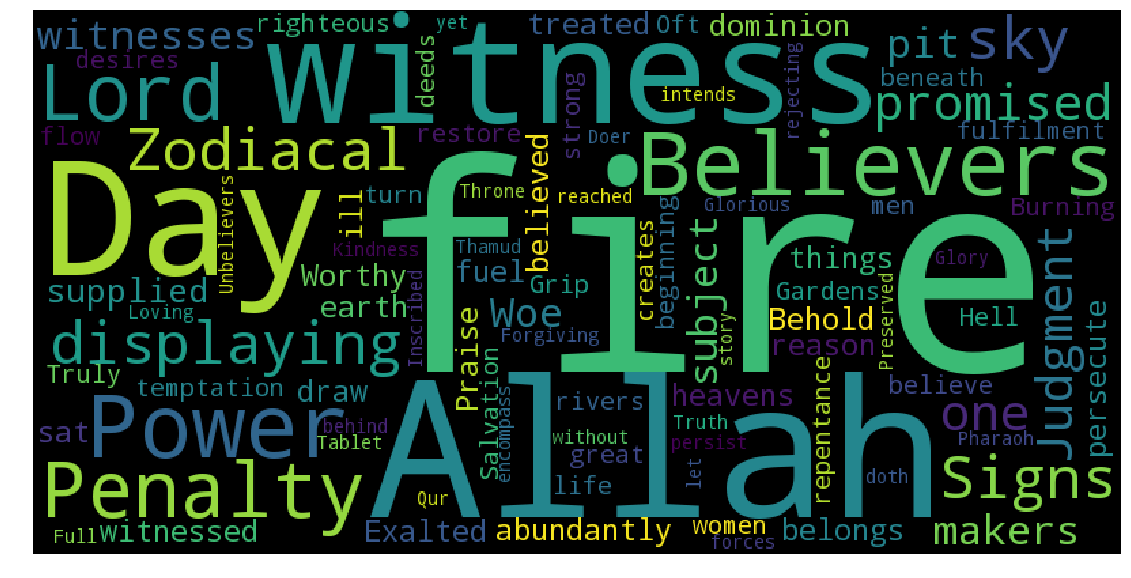 witnesses righteous yet treated Oft dominion pit sky
desires deeds witness intends rejecting beneath
Lord strong promised
flow Zodiacal restore believed Doer Believers fulfilment
Day Unbelievers ill turn Throne reached Glorious men Burning
Kindness fire Thamud creates beginning subject things Glory
supplied Worthy fuel Grip Gardens Preserved
Loving earth Inscribed Woe Forgiving story Behold Hell
displaying Praise reason Judgment persecute
Truly temptation draw Salvation encompass rivers heavens repentance believe
Power behind Allah Truth one
sat Tablet without persist Pharaoh
Penalty great life let doth Signs
Qur
Full witnessed Exalted abundantly women forces belongs makers